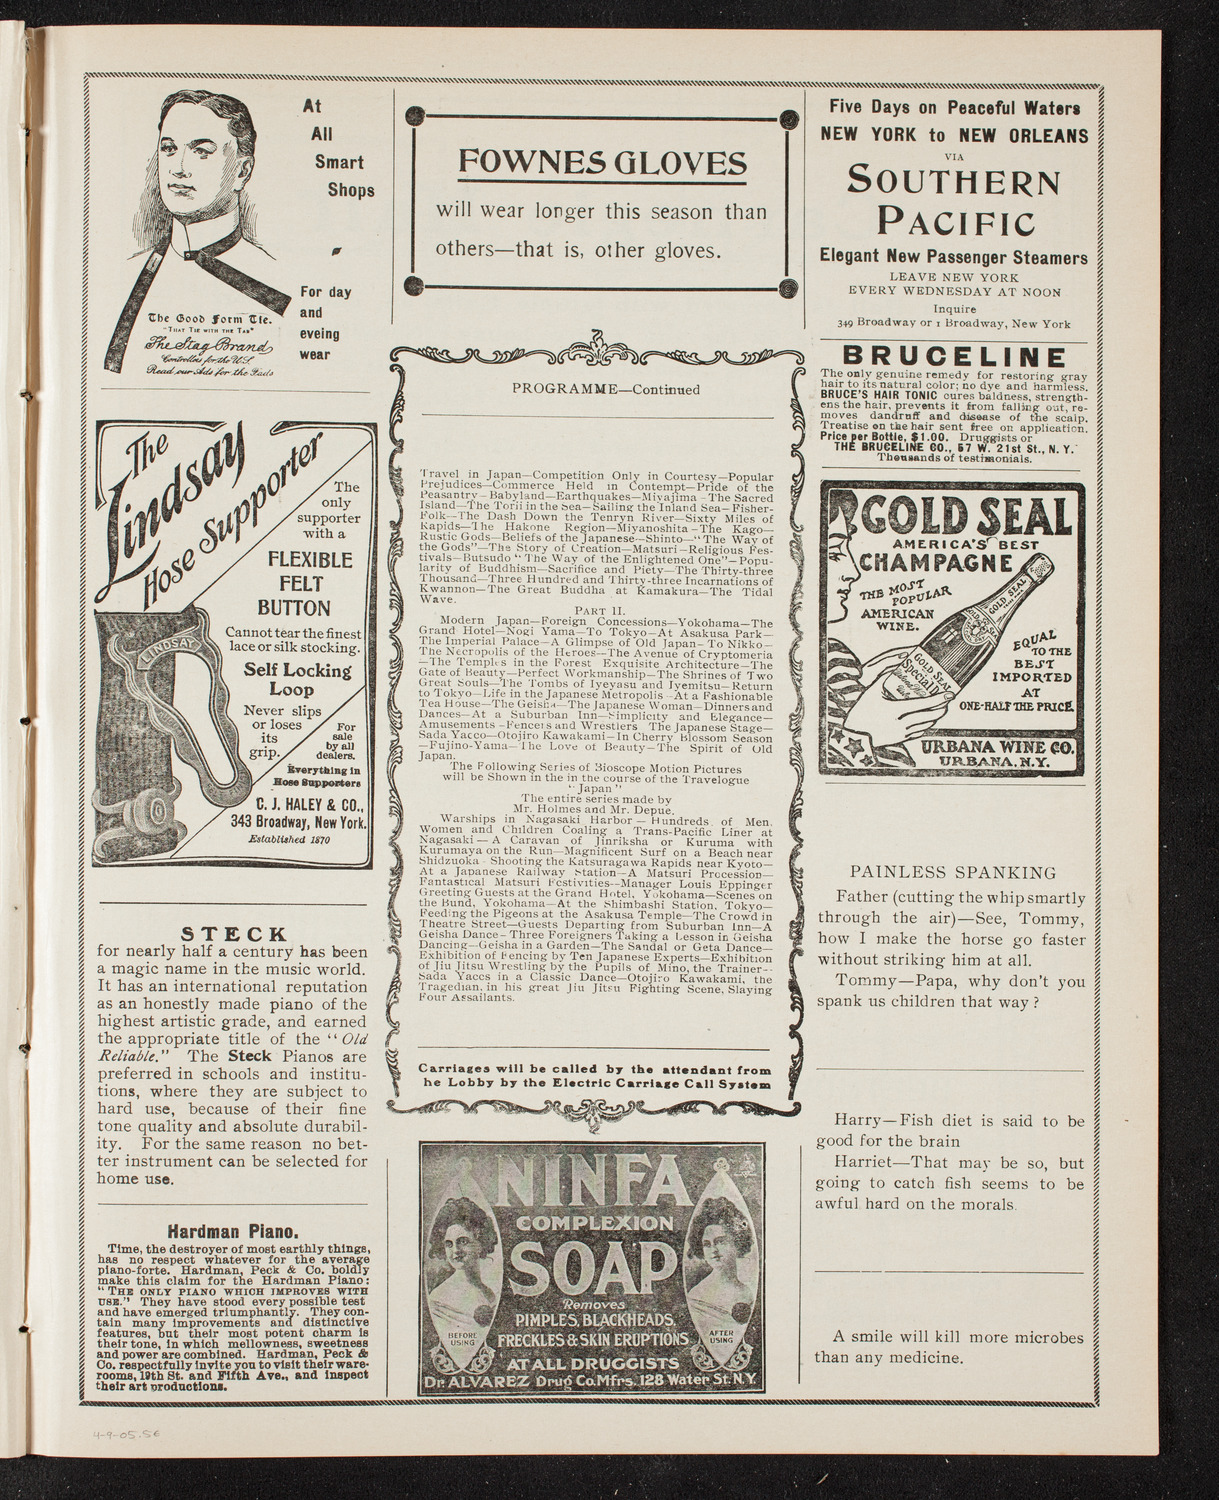 At
All
Smart
Shops
For day
and
eveing
wear
The Good Form Tie.
"THAT TIE WITH THE TAB"
The Stag Brand
Controllers for the U.S.
Read our Ads for the Fads
The
Lindsay
Hose Supporter
The
only
supporter
with a
FLEXIBLE
FELT
BUTTON
Cannot tear the finest
lace or silk stocking.
Self Locking
Loop
Never slips
or loses
its
grip.
For
sale
by all
dealers.
Everything in
Hose Supporters
C. J. HALEY & CO.,
343 Broadway, New York.
Established 1870
LINDSAY
STECK
for nearly half a century has been
a magic name in the music world.
It has an international reputation
as an honestly made piano of the
highest artistic grade, and earned
the appropriate title of the "Old
Reliable." The Steck Pianos are
preferred in schools and institu-
tions, where they are subject to
hard use, because of their fine
tone quality and absolute durabil-
ity. For the same reason no bet-
ter instrument can be selected for
home use.
Hardman Piano.
Time, the destroyer of most earthly things,
has no respect whatever for the average
piano-forte. Hardman, Peck & Co. boldly
make this claim for the Hardman Piano:
"THE ONLY PIANO WHICH IMPROVES WITH
USE." They have stood every possible test
and have emerged triumphantly. They con-
tain many improvements and distinctive
features, but their most potent charm is
their tone, in which mellowness, sweetness
and power are combined. Hardman, Peck &
Co. respectfully invite you to visit their ware-
rooms, 19th St. and Fifth Ave., and inspect
their art productions.
FOWNES GLOVES
will wear longer this season than
others—that is, other gloves.
PROGRAMME—Continued
Travel in Japan—Competition Only in Courtesy—Popular
Prejudices—Commerce Held in Contempt—Pride of the
Peasantry—Babyland—Earthquakes—Miyajima—The Sacred
Island—The Torii in the Sea—Sailing the Inland Sea—Fisher-
Folk—The Dash Down the Tenryn River—Sixty Miles of
Rapids—The Hakone Region—Miyanoshita—The Kago—
Rustic Gods—Beliefs of the Japanese—Shinto—"The Way of
the Gods"—The Story of Creation—Matsuri—Religious Fes-
tivals—Butsudo "The Way of the Enlightened One"—Popu-
larity of Buddhism—Sacrifice and Piety—The Thirty-three
Thousand—Three Hundred and Thirty-three Incarnations of
Kwannon—The Great Buddha at Kamakura—The Tidal
Wave.
PART II.
Modern Japan—Foreign Concessions—Yokohama—The
Grand Hotel—Nogi Yama—To Tokyo—At Asakusa Park—
The Imperial Palace—A Glimpse of Old Japan—To Nikko—
The Necropolis of the Heroes—The Avenue of Cryptomeria
—The Temples in the Forest Exquisite Architecture—The
Gate of Beauty—Perfect Workmanship—The Shrines of Two
Great Souls—The Tombs of Iyeyasu and Iyemitsu—Return
to Tokyo—Life in the Japanese Metropolis—At a Fashionable
Tea House—The Geisha—The Japanese Woman—Dinners and
Dances—At a Suburban Inn—Simplicity and Elegance—
Amusements—Fencers and Wrestlers The Japanese Stage—
Sada Yacco—Otojiro Kawakami—In Cherry Blossom Season
—Fujino-Yama—The Love of Beauty—The Spirit of Old
Japan.
The Following Series of Bioscope Motion Pictures
will be Shown in the in the course of the Travelogue
"Japan"
The entire series made by
Mr. Holmes and Mr. Depue.
Warships in Nagasaki Harbor—Hundreds of Men,
Women and Children Coaling a Trans-Pacific Liner at
Nagasaki—A Caravan of Jinriksha or Kuruma with
Kurumaya on the Run—Magnificent Surf on a Beach near
Shidzuoka—Shooting the Katsuragawa Rapids near Kyoto—
At a Japanese Railway Station—A Matsuri Procession—
Fantastical Matsuri Festivities—Manager Louis Eppinger
Greeting Guests at the Grand Hotel, Yokohama—Scenes on
the Bund, Yokohama—At the Shimbashi Station, Tokyo—
Feeding the Pigeons at the Asakusa Temple—The Crowd in
Theatre Street—Guests Departing from Suburban Inn—A
Geisha Dance—Three Foreigners Taking a Lesson in Geisha
Dancing—Geisha in a Garden—The Sandal or Geta Dance—
Exhibition of Fencing by Ten Japanese Experts—Exhibition
of Jiu Jitsu Wrestling by the Pupils of Mino, the Trainer—
Sada Yaccs in a Classic Dance—Otojiro Kawakami, the
Tragedian, in his great Jiu Jitsu Fighting Scene, Slaying
Four Assailants.
Carriages will be called by the attendant from
he Lobby by the Electric Carriage Call System
NINFA
COMPLEXION
SOAP
Removes
PIMPLES, BLACKHEADS,
FRECKLES & SKIN ERUPTIONS
BEFORE
USING
AFTER
USING
AT ALL DRUGGISTS
Dr. ALVAREZ Drug Co. Mfrs. 128 Water St. N.Y.
Five Days on Peaceful Waters
NEW YORK to NEW ORLEANS
VIA
SOUTHERN
PACIFIC
Elegant New Passenger Steamers
LEAVE NEW YORK
EVERY WEDNESDAY AT NOON
Inquire
349 Broadway or 1 Broadway, New York
BRUCELINE
The only genuine remedy for restoring gray
hair to its natural color; no dye and harmless.
BRUCE'S HAIR TONIC cures baldness, strength-
ens the hair, prevents it from falling out, re-
moves dandruff and disease of the scalp.
Treatise on the hair sent free on application.
Price per Bottle, $1.00. Druggists or
THE BRUCELINE CO., 57 W. 21st St., N. Y.
Thousands of testimonials.
GOLD SEAL
AMERICA'S BEST
CHAMPAGNE
THE MOST
POPULAR
AMERICAN
WINE.
GOLD SEAL
GOLD SEAL
Special Dry
EQUAL
TO THE
BEST
IMPORTED
AT
ONE-HALF THE PRICE
URBANA WINE CO.
URBANA, N.Y.
PAINLESS SPANKING
Father (cutting the whip smartly
through the air)—See, Tommy,
how I make the horse go faster
without striking him at all.
Tommy—Papa, why don't you
spank us children that way?
Harry—Fish diet is said to be
good for the brain
Harriet—That may be so, but
going to catch fish seems to be
awful hard on the morals.
A smile will kill more microbes
than any medicine.
4-9-05.56